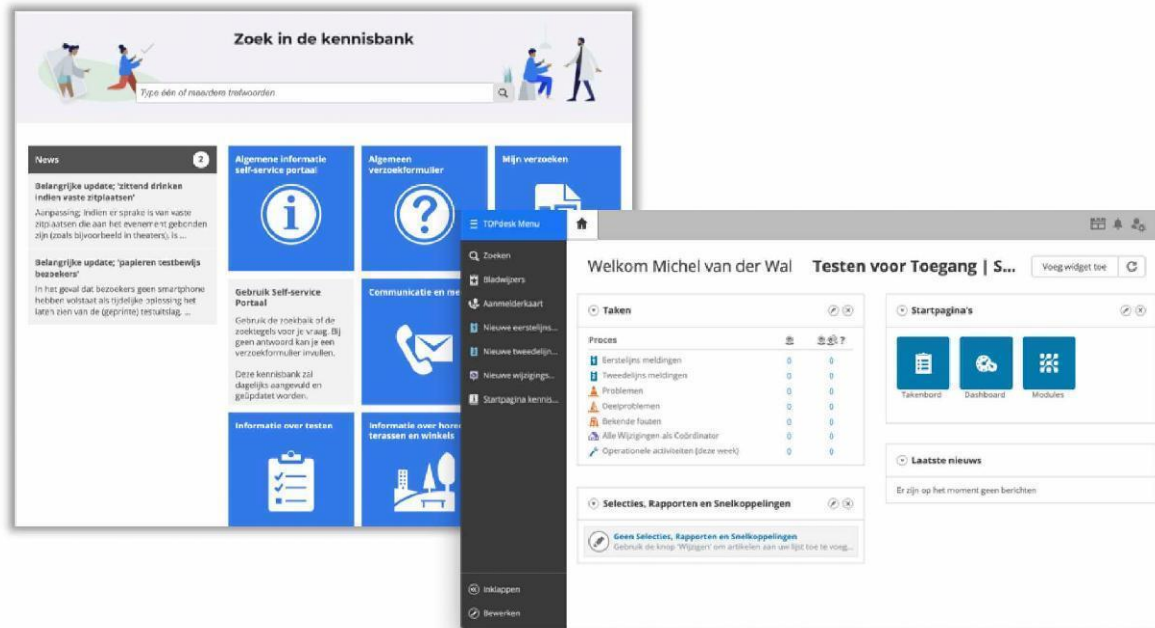 Zoek in de kennisbank
Type één of meerdere trefwoorden
News
2
Belangrijke update; 'zittend drinken
indien vaste zitplaatsen'
Aanpassing; Indien er sprake is van vaste
zitplaatsen die aan het evenement gebonden
zijn (zoals bijvoorbeeld in theaters), is ...
Belangrijke update; 'papieren testbewijs
bezoekers'
In het geval dat bezoekers geen smartphone
hebben volstaat als tijdelijke oplossing het
laten zien van de (geprinte) testuitslag. ...
Algemene informatie
self-service portaal
Algemeen
verzoekformulier
Mijn verzoeken
Gebruik Self-service
Portaal
Gebruik de zoekbalk of de
zoektegels voor je vraag. Bij
geen antwoord kan je een
verzoekformulier invullen.
Deze kennisbank zal
dagelijks aangevuld en
geüpdatet worden.
Communicatie en me
Informatie over testen
Informatie over hore
terassen en winkels
TOPdesk Menu
Zoeken
Bladwijzers
Aanmelderkaart
Nieuwe eerstelijns...
Nieuwe tweedelijn...
Nieuwe wijzigings...
Startpagina kennis...
Inklappen
Bewerken
Welkom Michel van der Wal
Testen voor Toegang | S...
Voeg widget toe
Taken
Proces
?
Eerstelijns meldingen 0 0
Tweedelijns meldingen 0 0
Problemen 0 0
Deelproblemen 0 0
Bekende fouten 0 0
Alle Wijzigingen als Coördinator 0 0
Operationele activiteiten (deze week) 0 0
Selecties, Rapporten en Snelkoppelingen
Geen Selecties, Rapporten en Snelkoppelingen
Gebruik de knop 'Wijzigen' om artikelen aan uw lijst toe te voeg...
Startpagina's
Takenbord
Dashboard
Modules
Laatste nieuws
Er zijn op het moment geen berichten